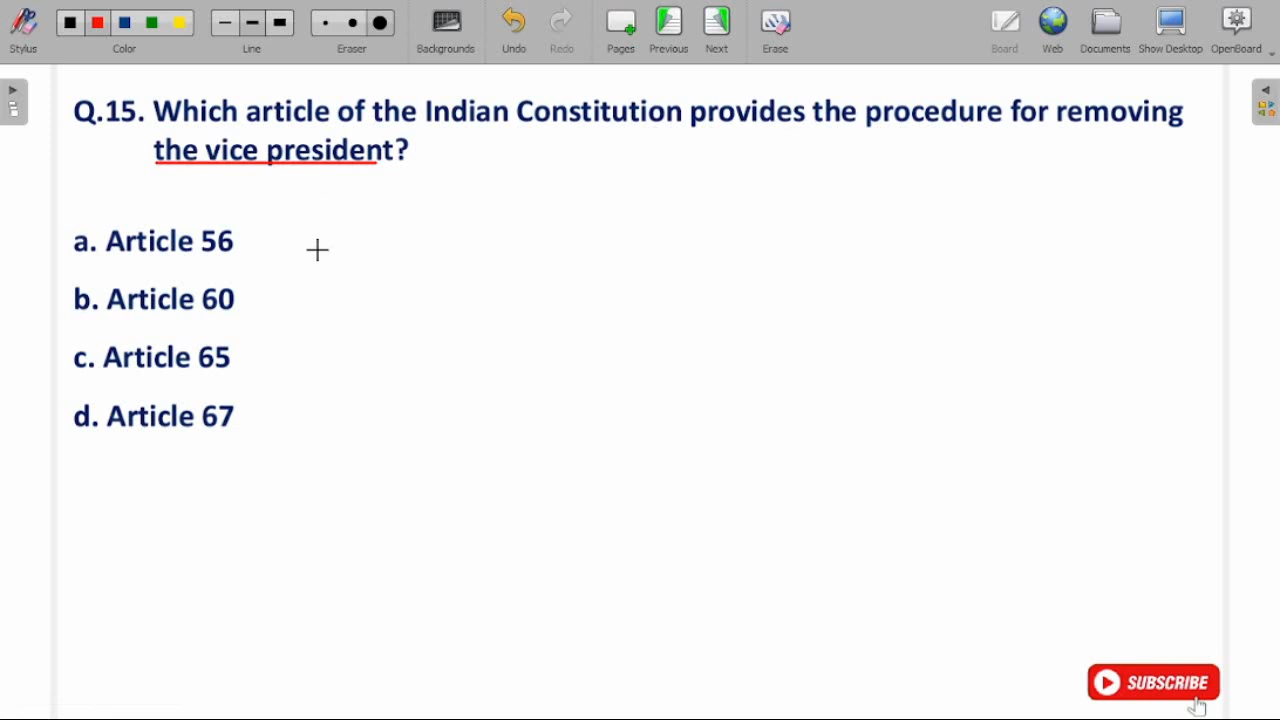 Stylus Color Line Eraser Backgrounds Undo Redo Pages Previous Next Erase Board Web Documents Show Desktop OpenBoard
Q.15. Which article of the Indian Constitution provides the procedure for removing
the vice president?
a. Article 56
b. Article 60
c. Article 65
d. Article 67
SUBSCRIBE